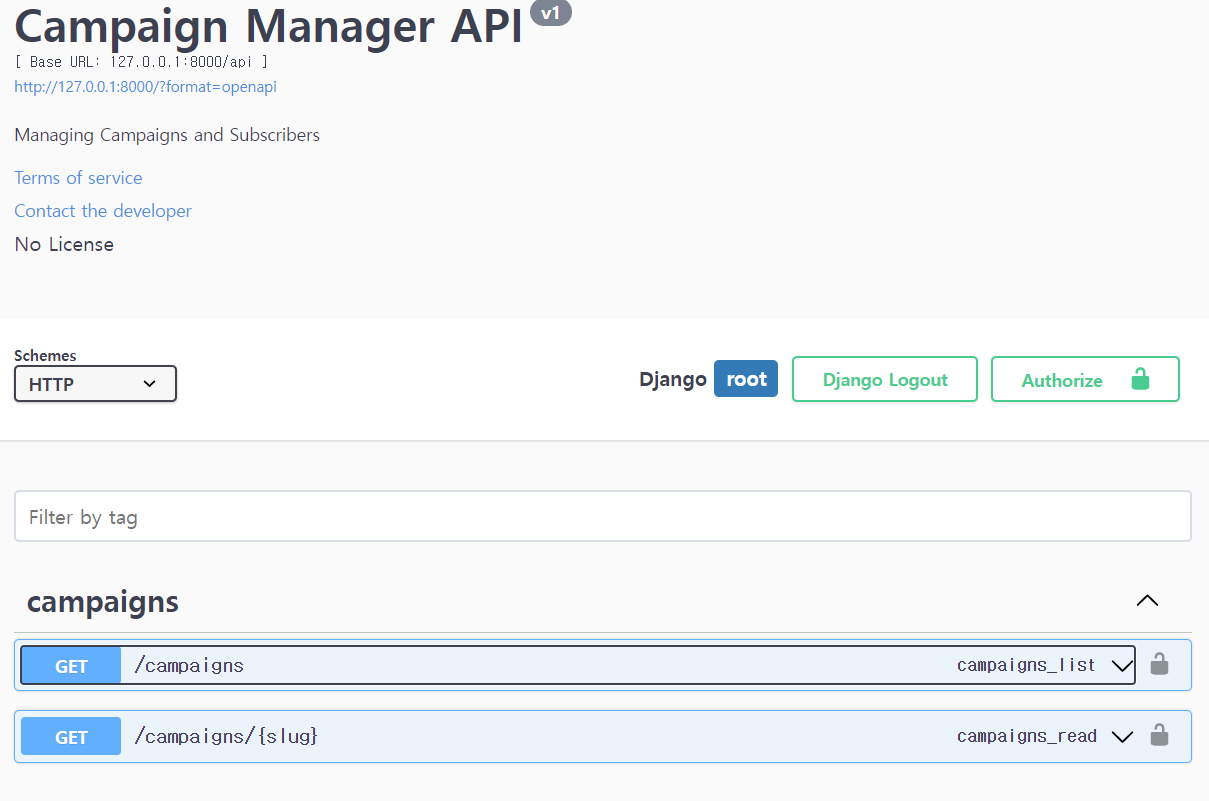 Campaign Manager API v1
[ Base URL: 127.0.0.1:8000/api ]
http://127.0.0.1:8000/?format=openapi
Managing Campaigns and Subscribers
Terms of service
Contact the developer
No License
Schemes
HTTP
Django root Django Logout Authorize
Filter by tag
campaigns
GET /campaigns campaigns_list
GET /campaigns/{slug} campaigns_read